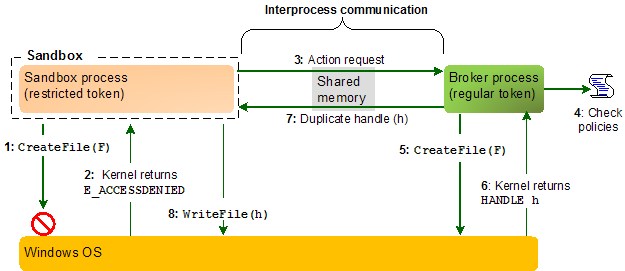 Interprocess communication
Sandbox
Sandbox process
(restricted token)
3: Action request
Shared
memory
7: Duplicate handle (h)
Broker process
(regular token)
4: Check
policies
1: CreateFile(F)
2: Kernel returns
E_ACCESSDENIED
8: WriteFile(h)
5: CreateFile(F)
6: Kernel returns
HANDLE h
Windows OS